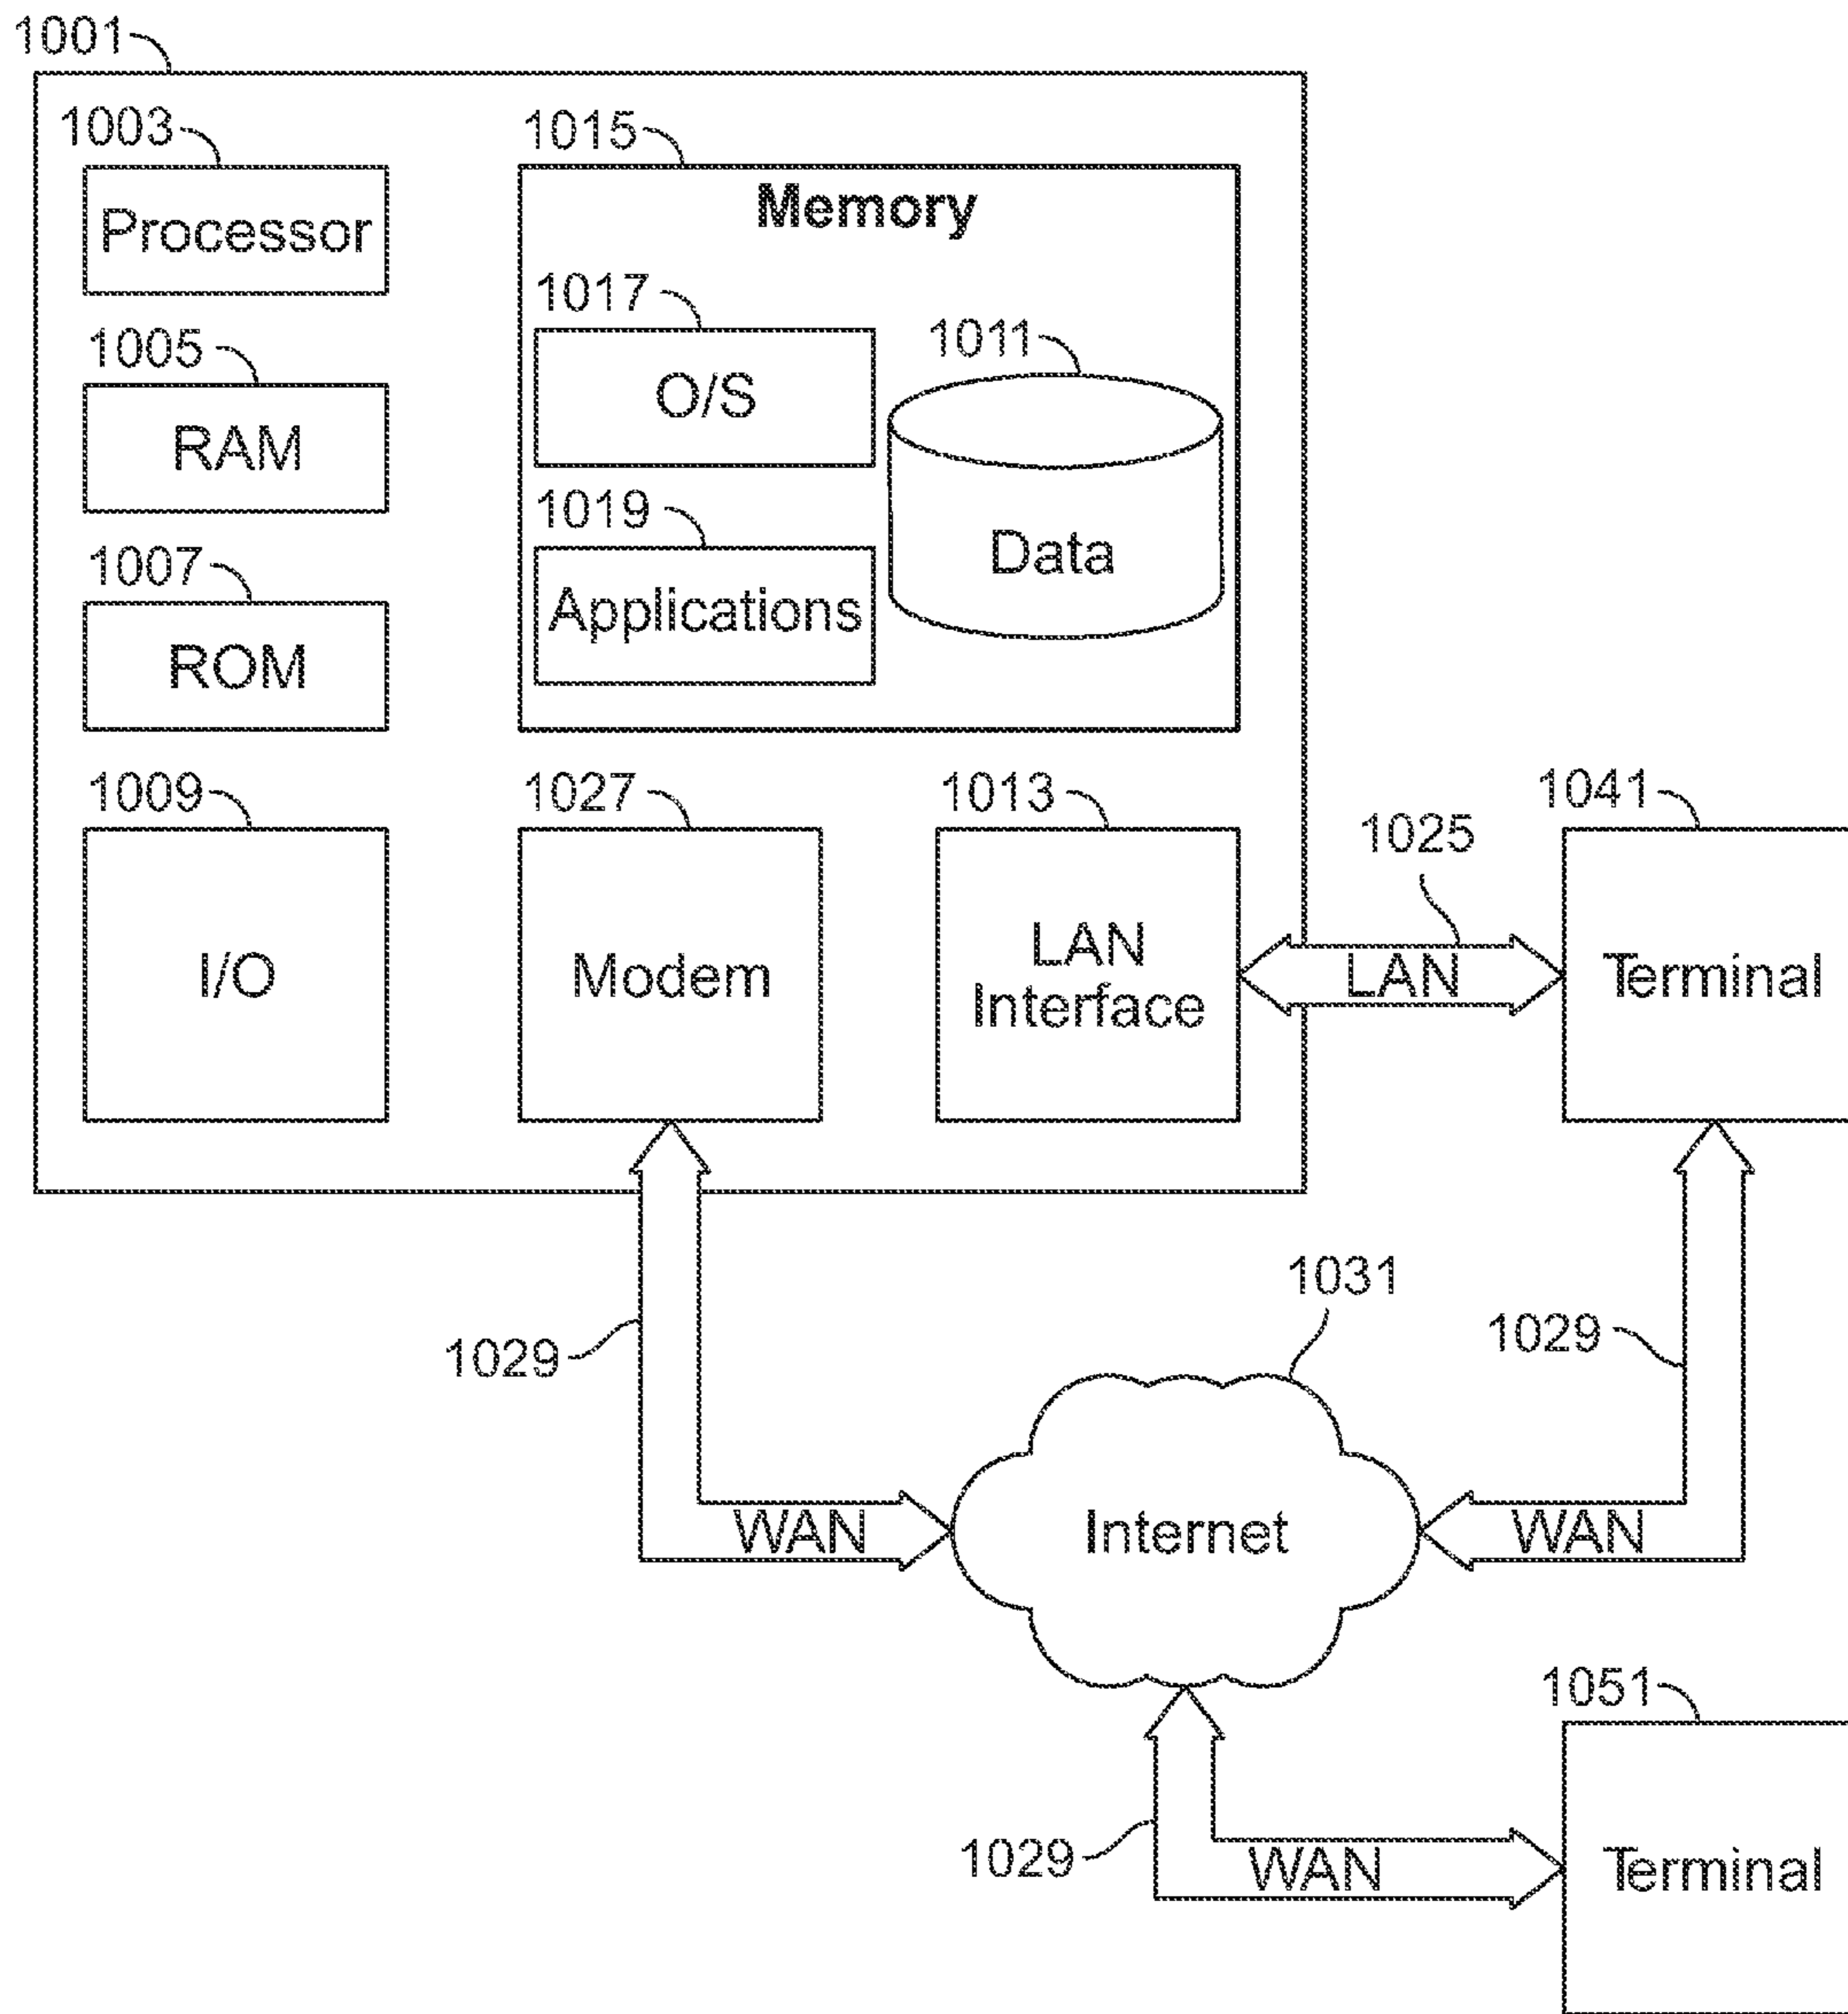 1001
1003
Processor
1005
RAM
1007
ROM
1015
Memory
1017
O/S
1011
Data
1019
Applications
1009
I/O
1027
Modem
1013
LAN
Interface
1025
LAN
1041
Terminal
1029
WAN
1031
Internet
1029
WAN
1029
WAN
1051
Terminal